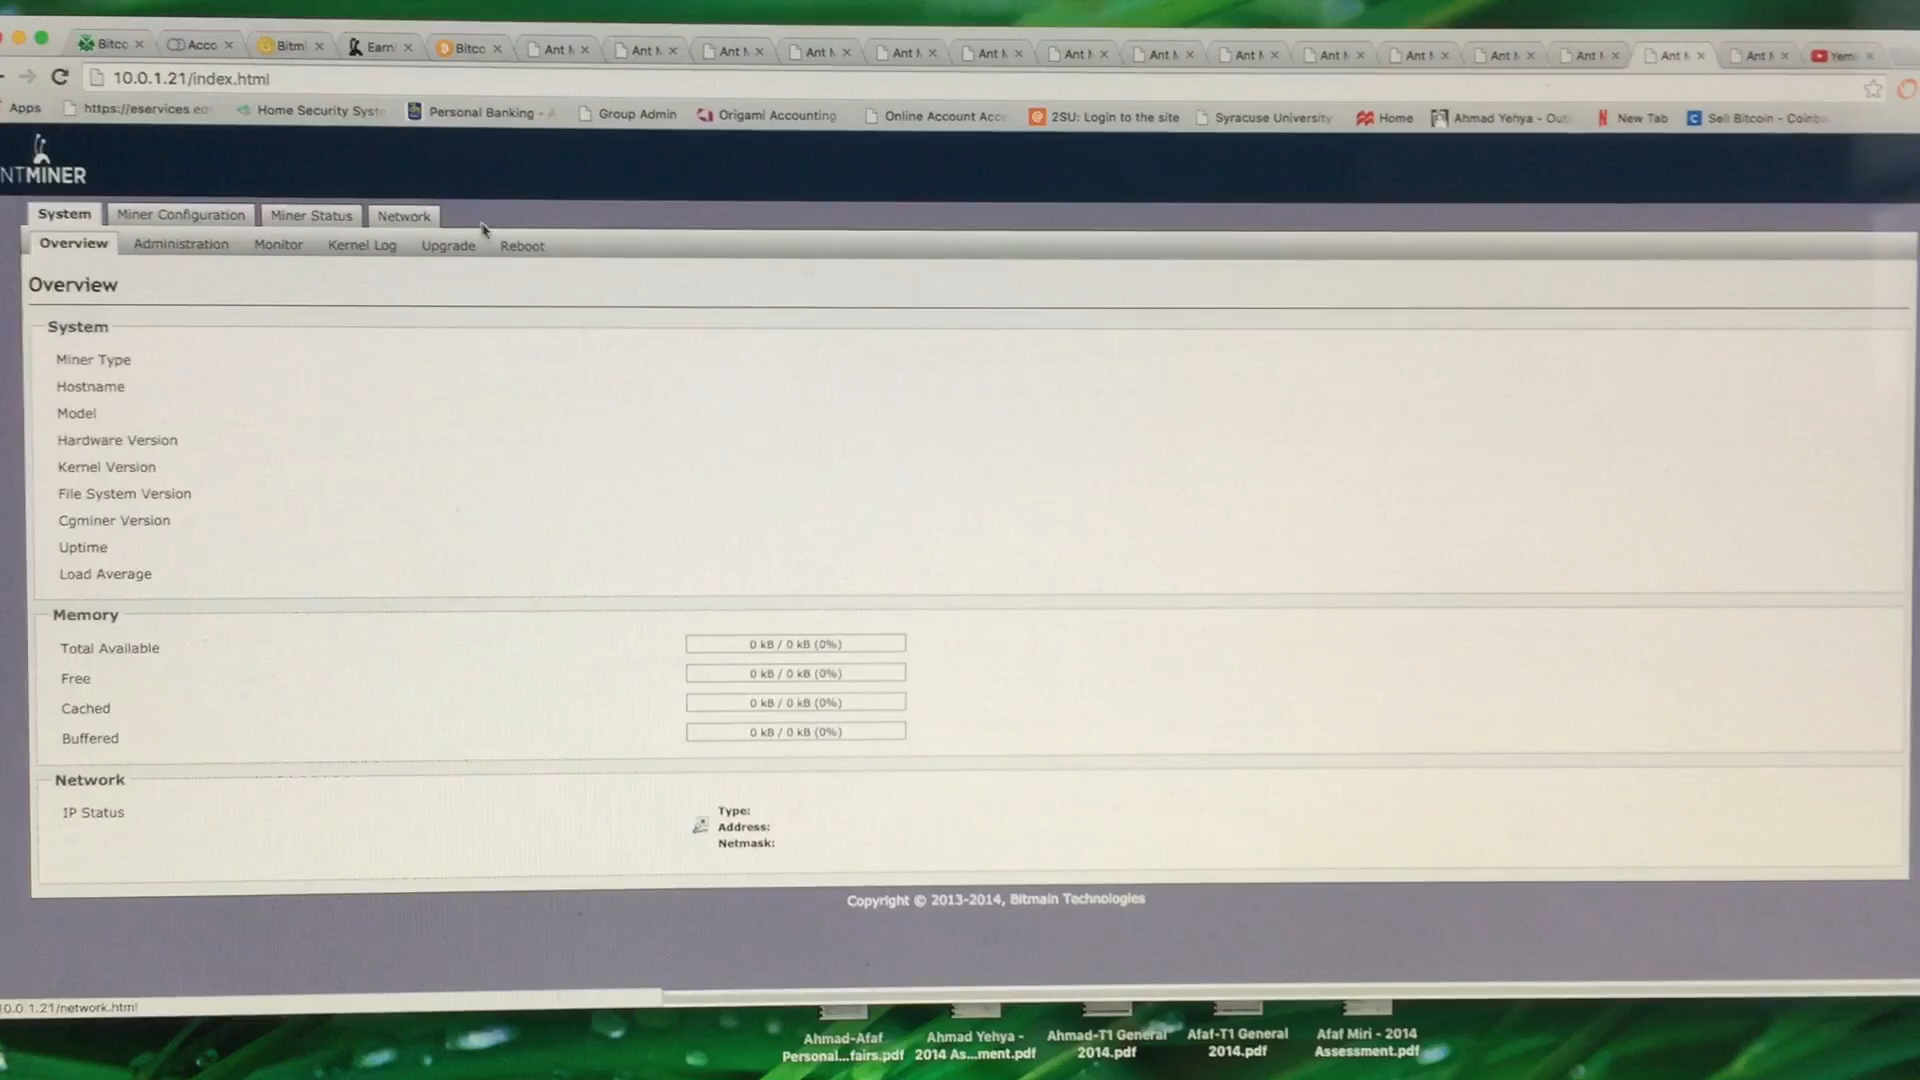 Bitco Acco Bitm Earn Bitco Ant M Ant M Ant M Ant M Ant M Ant M Ant M Ant M Ant M Ant M Ant M Ant M Ant M Ant M Ant M Yem
10.0.1.21/index.html
Apps https://eservices.eo Home Security Syst Personal Banking - Group Admin Origami Accounting Online Account Acc 2SU: Login to the site Syracuse University Home Ahmad Yehya - Out New Tab Sell Bitcoin - Coinb
NTMINER
System Miner Configuration Miner Status Network
Overview Administration Monitor Kernel Log Upgrade Reboot
Overview
System
Miner Type
Hostname
Model
Hardware Version
Kernel Version
File System Version
Cgminer Version
Uptime
Load Average
Memory
Total Available 0 kB / 0 kB (0%)
Free 0 kB / 0 kB (0%)
Cached 0 kB / 0 kB (0%)
Buffered 0 kB / 0 kB (0%)
Network
IP Status Type:
Address:
Netmask:
Copyright © 2013-2014, Bitmain Technologies
10.0.1.21/network.html
Ahmad-Afaf
Personal...fairs.pdf
Ahmad Yehya -
2014 As...ment.pdf
Ahmad-T1 General
2014.pdf
Afaf-T1 General
2014.pdf
Afaf Miri - 2014
Assessment.pdf